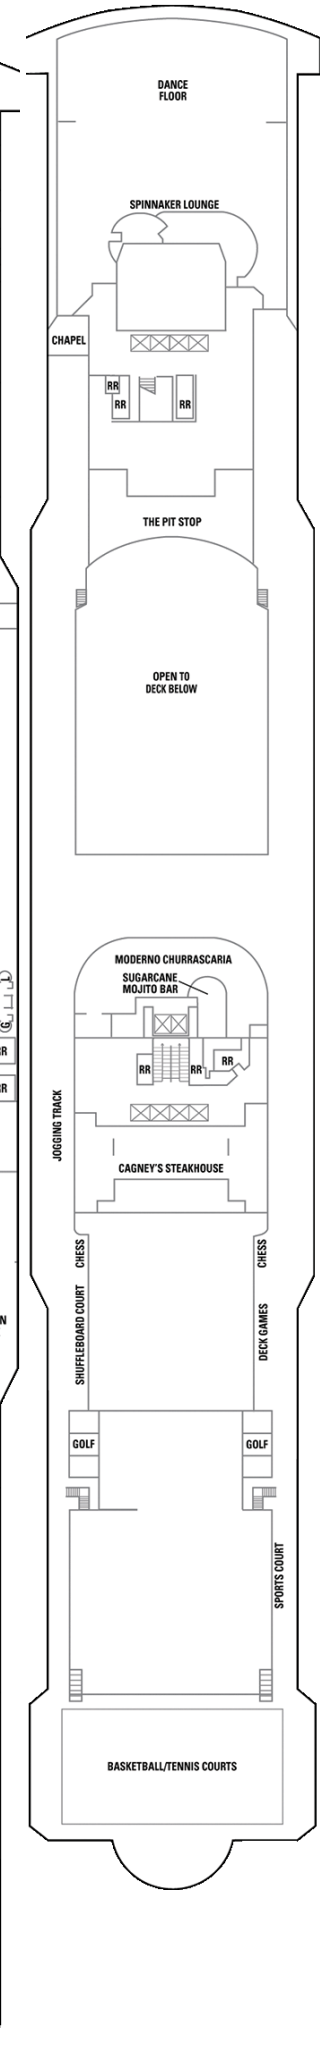 DANCE
FLOOR
SPINNAKER LOUNGE
CHAPEL
RR
RR
RR
THE PIT STOP
OPEN TO
DECK BELOW
MODERNO CHURRASCARIA
SUGARCANE
MOJITO BAR
L
G
RR
RR
RR
RR
RR
JOGGING TRACK
CAGNEY'S STEAKHOUSE
CHESS
CHESS
SHUFFLEBOARD COURT
DECK GAMES
N
GOLF
GOLF
SPORTS COURT
BASKETBALL/TENNIS COURTS